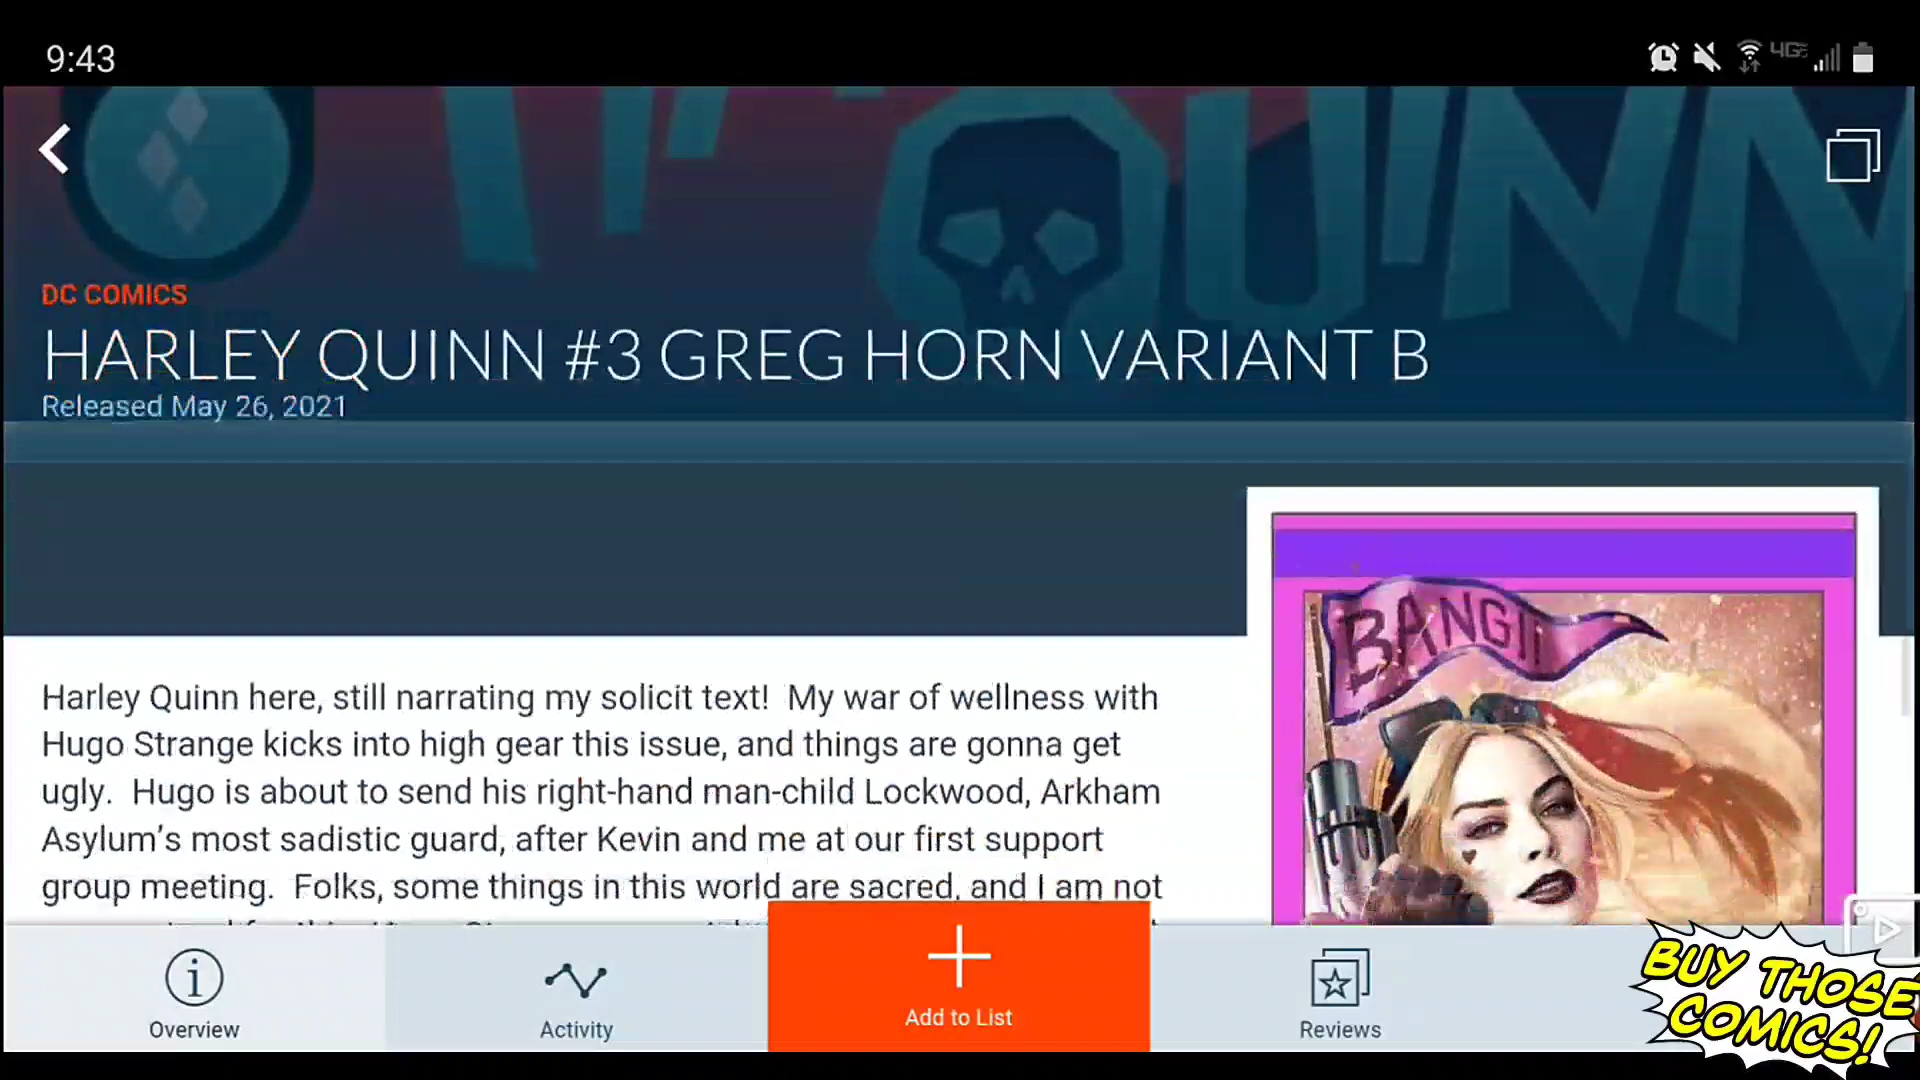 9:43
4GE
QUINN
DC COMICS
HARLEY QUINN #3 GREG HORN VARIANT B
Released May 26, 2021
BANG!!
Harley Quinn here, still narrating my solicit text!  My war of wellness with
Hugo Strange kicks into high gear this issue, and things are gonna get
ugly.  Hugo is about to send his right-hand man-child Lockwood, Arkham
Asylum’s most sadistic guard, after Kevin and me at our first support
group meeting.  Folks, some things in this world are sacred, and I am not
Overview
Activity
Add to List
Reviews
BUY THOSE
COMICS!